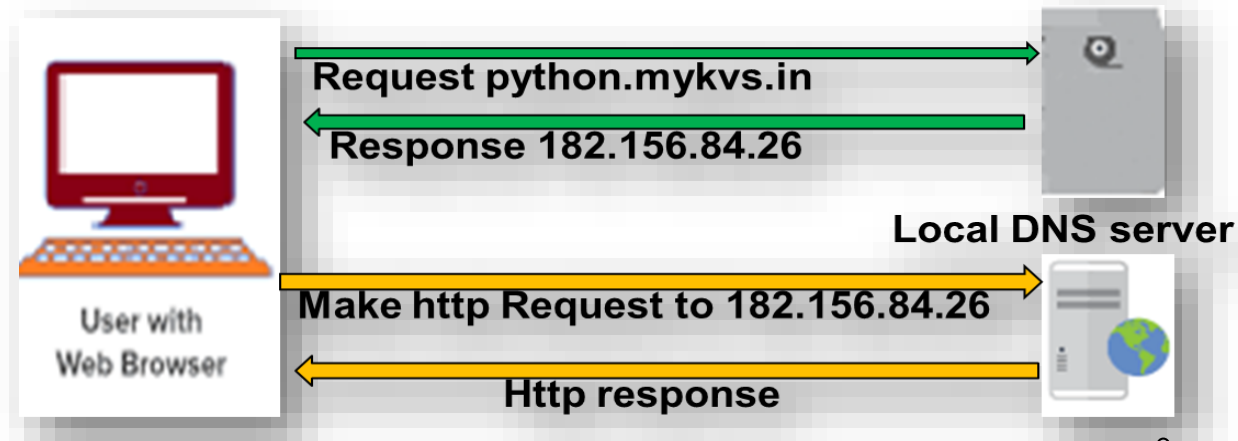 Request python.mykvs.in
Response 182.156.84.26
Local DNS server
Make http Request to 182.156.84.26
User with
Web Browser
Http response